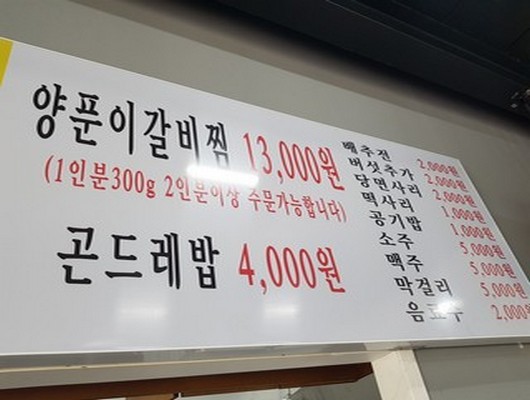 양푼이갈비찜 13,000원
(1인분300g 2인분이상 주문가능합니다)
곤드레밥 4,000원
배추전 2,000원
버섯추가 2,000원
당면사리 2,000원
떡사리 1,000원
공기밥 1,000원
소주 5,000원
맥주 5,000원
막걸리 5,000원
음료수 2,000원